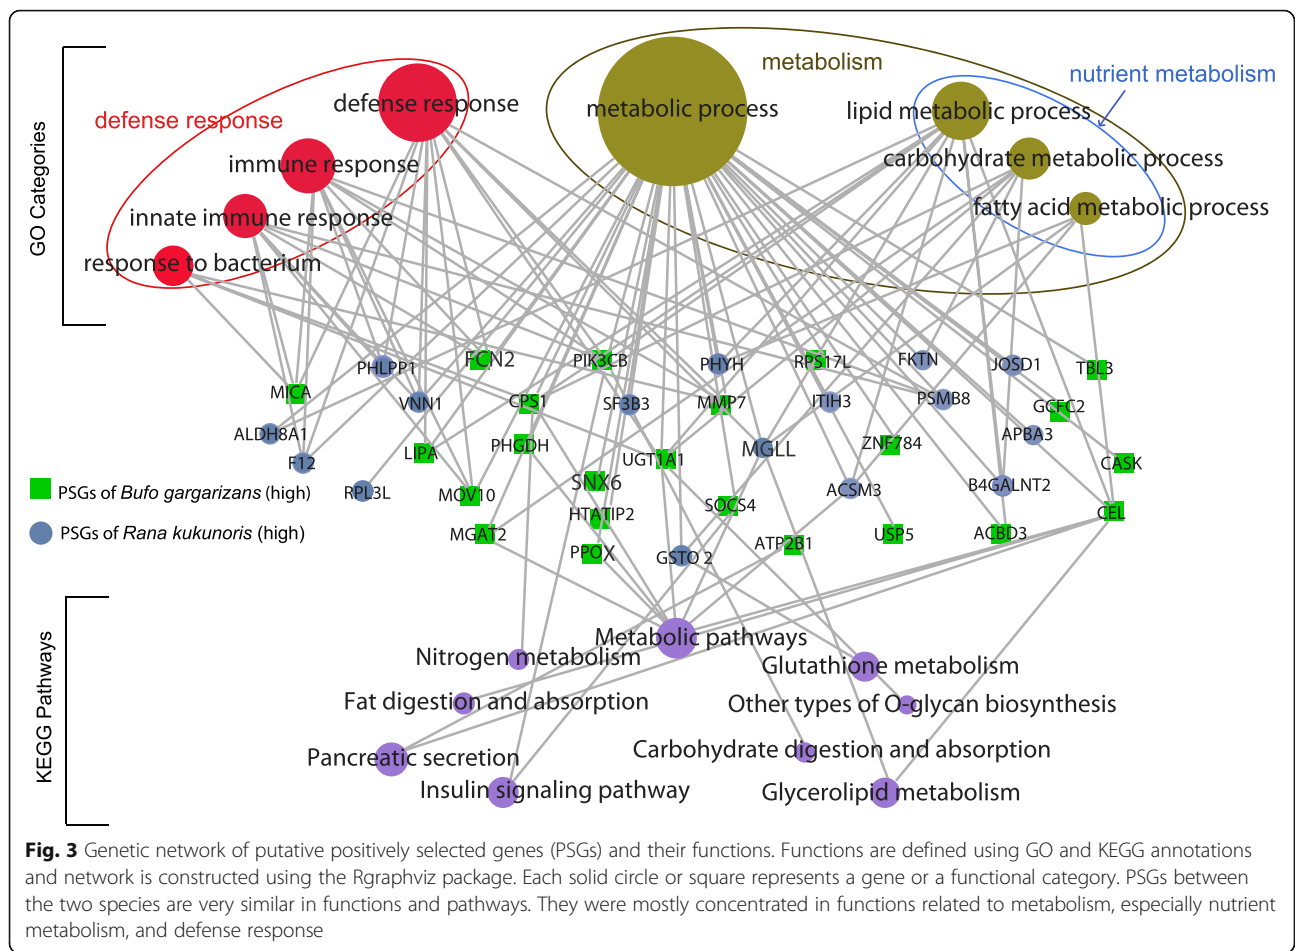 GO Categories
metabolism
nutrient metabolism
defense response
defense response
metabolic process
lipid metabolic process
immune response
carbohydrate metabolic process
innate immune response
fatty acid metabolic process
response to bacterium
PHLPP1
FCN2
PIK3CB
PHYH
RPS17L
FKTN
JOSD1
TBL3
MICA
VNN1
CPS1
SF3B3
MMP7
ITIH3
PSMB8
GCFC2
ALDH8A1
LIPA
PHGDH
UGT1A1
MGLL
ZNF784
APBA3
F12
CASK
RPL3L
MOV10
SNX6
SOCS4
ACSM3
B4GALNT2
CEL
MGAT2
HTATIP2
PPOX
GSTO 2
ATP2B1
USP5
ACBD3
PSGs of Bufo gargarizans (high)
PSGs of Rana kukunoris (high)
KEGG Pathways
Metabolic pathways
Nitrogen metabolism
Glutathione metabolism
Fat digestion and absorption
Other types of O-glycan biosynthesis
Pancreatic secretion
Carbohydrate digestion and absorption
Insulin signaling pathway
Glycerolipid metabolism
Fig. 3 Genetic network of putative positively selected genes (PSGs) and their functions. Functions are defined using GO and KEGG annotations
and network is constructed using the Rgraphviz package. Each solid circle or square represents a gene or a functional category. PSGs between
the two species are very similar in functions and pathways. They were mostly concentrated in functions related to metabolism, especially nutrient
metabolism, and defense response